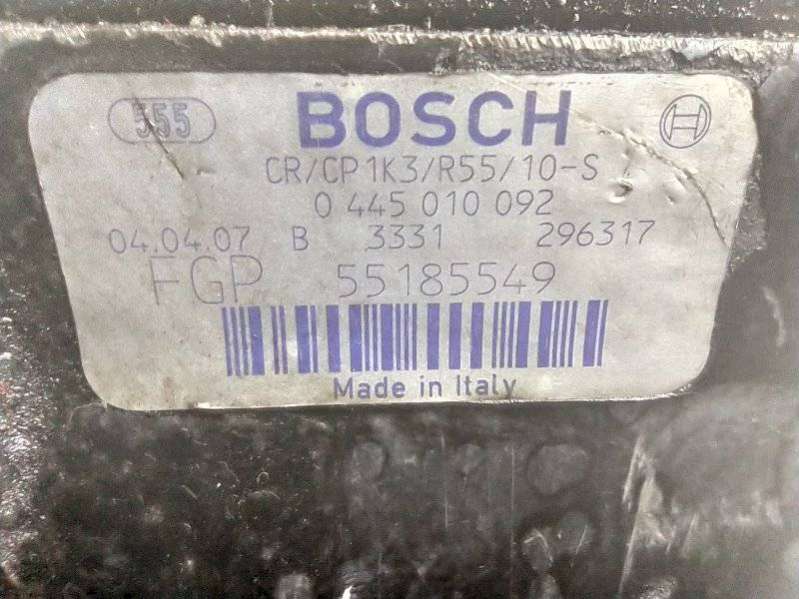 555 BOSCH
CR/CP1K3/R55/10-S
0 445 010 092
04.04.07 B 3331 296317
FGP 55185549
Made in Italy